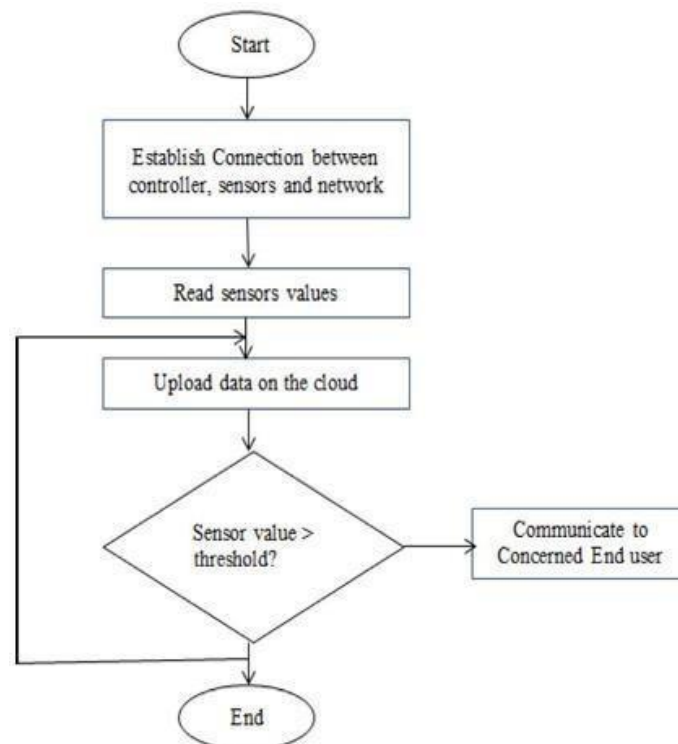 Start
Establish Connection between
controller, sensors and network
Read sensors values
Upload data on the cloud
Sensor value >
threshold?
Communicate to
Concerned End user
End